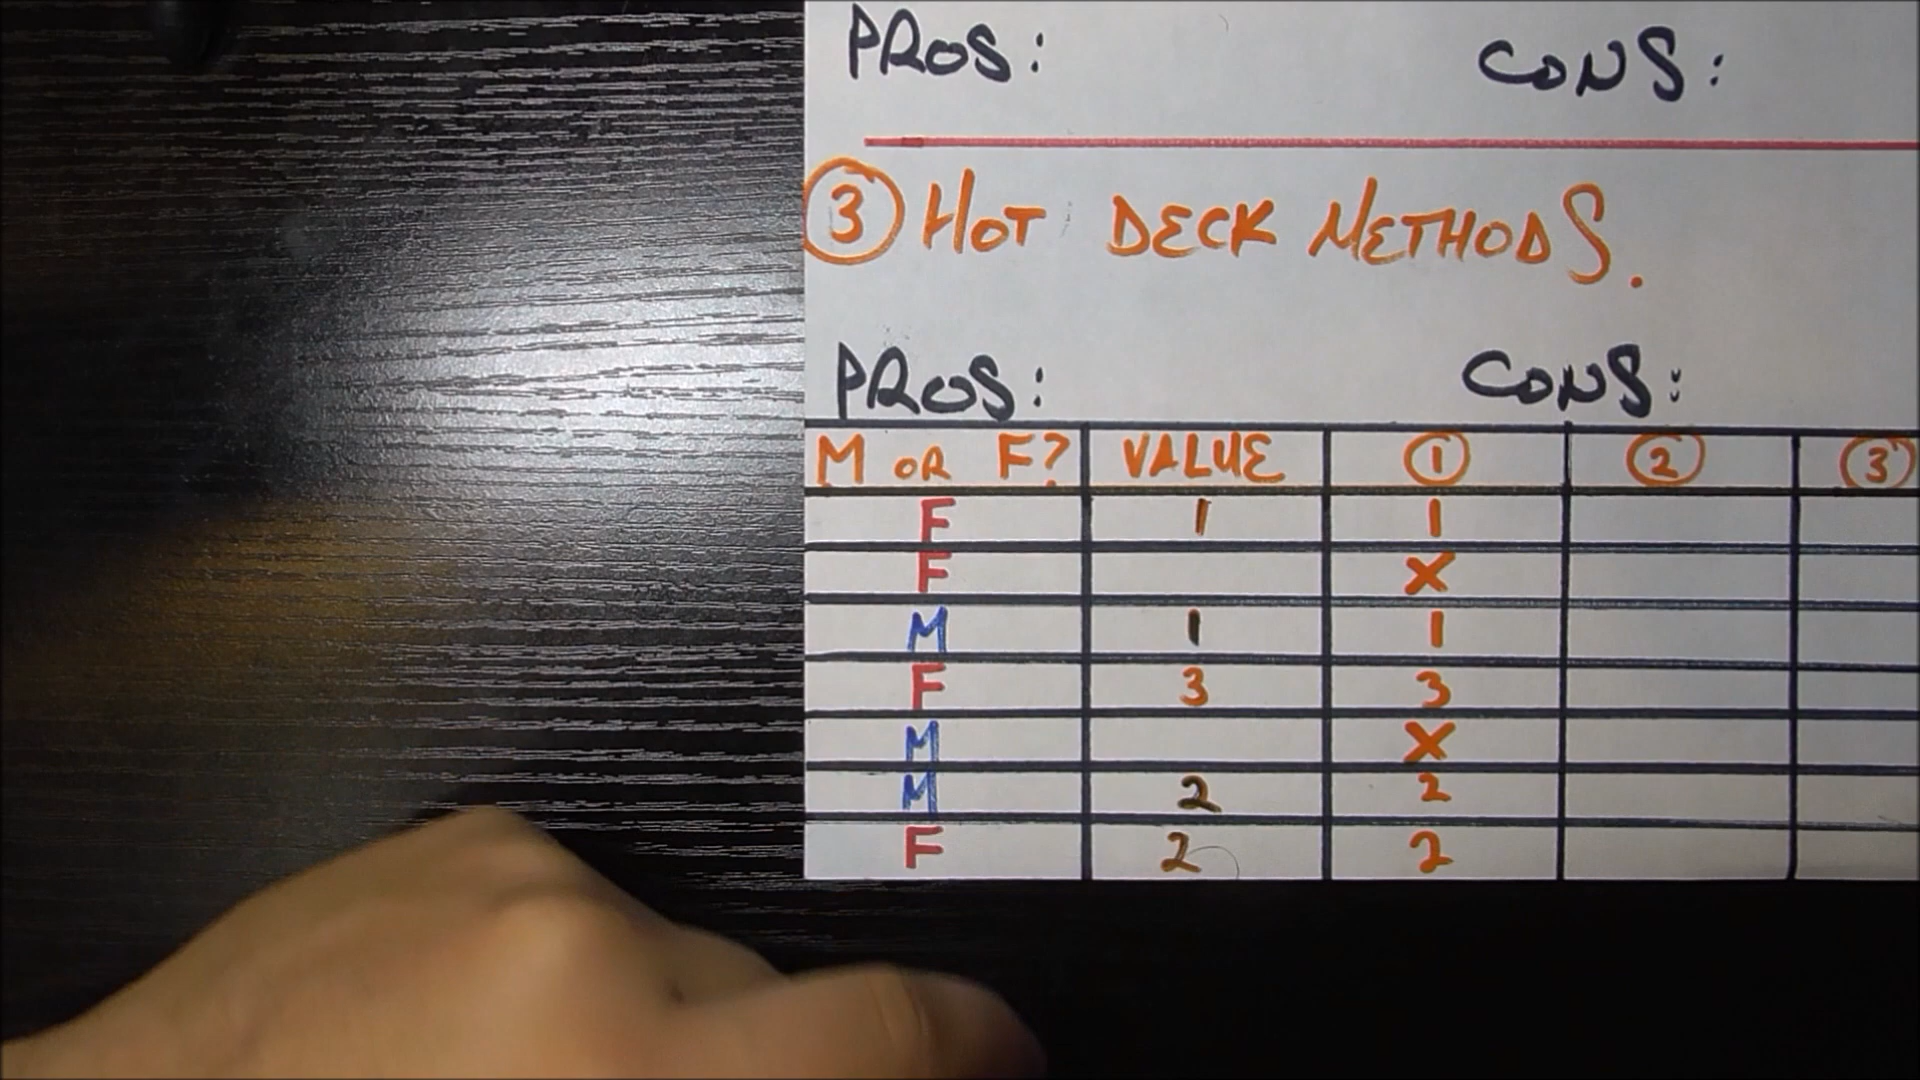 PROS: CONS:
3 HOT DECK METHODS.
PROS: CONS:
M OR F? VALUE 1 2 3
F 1 1
F X
M 1 1
F 3 3
M X
M 2 2
F 2 2